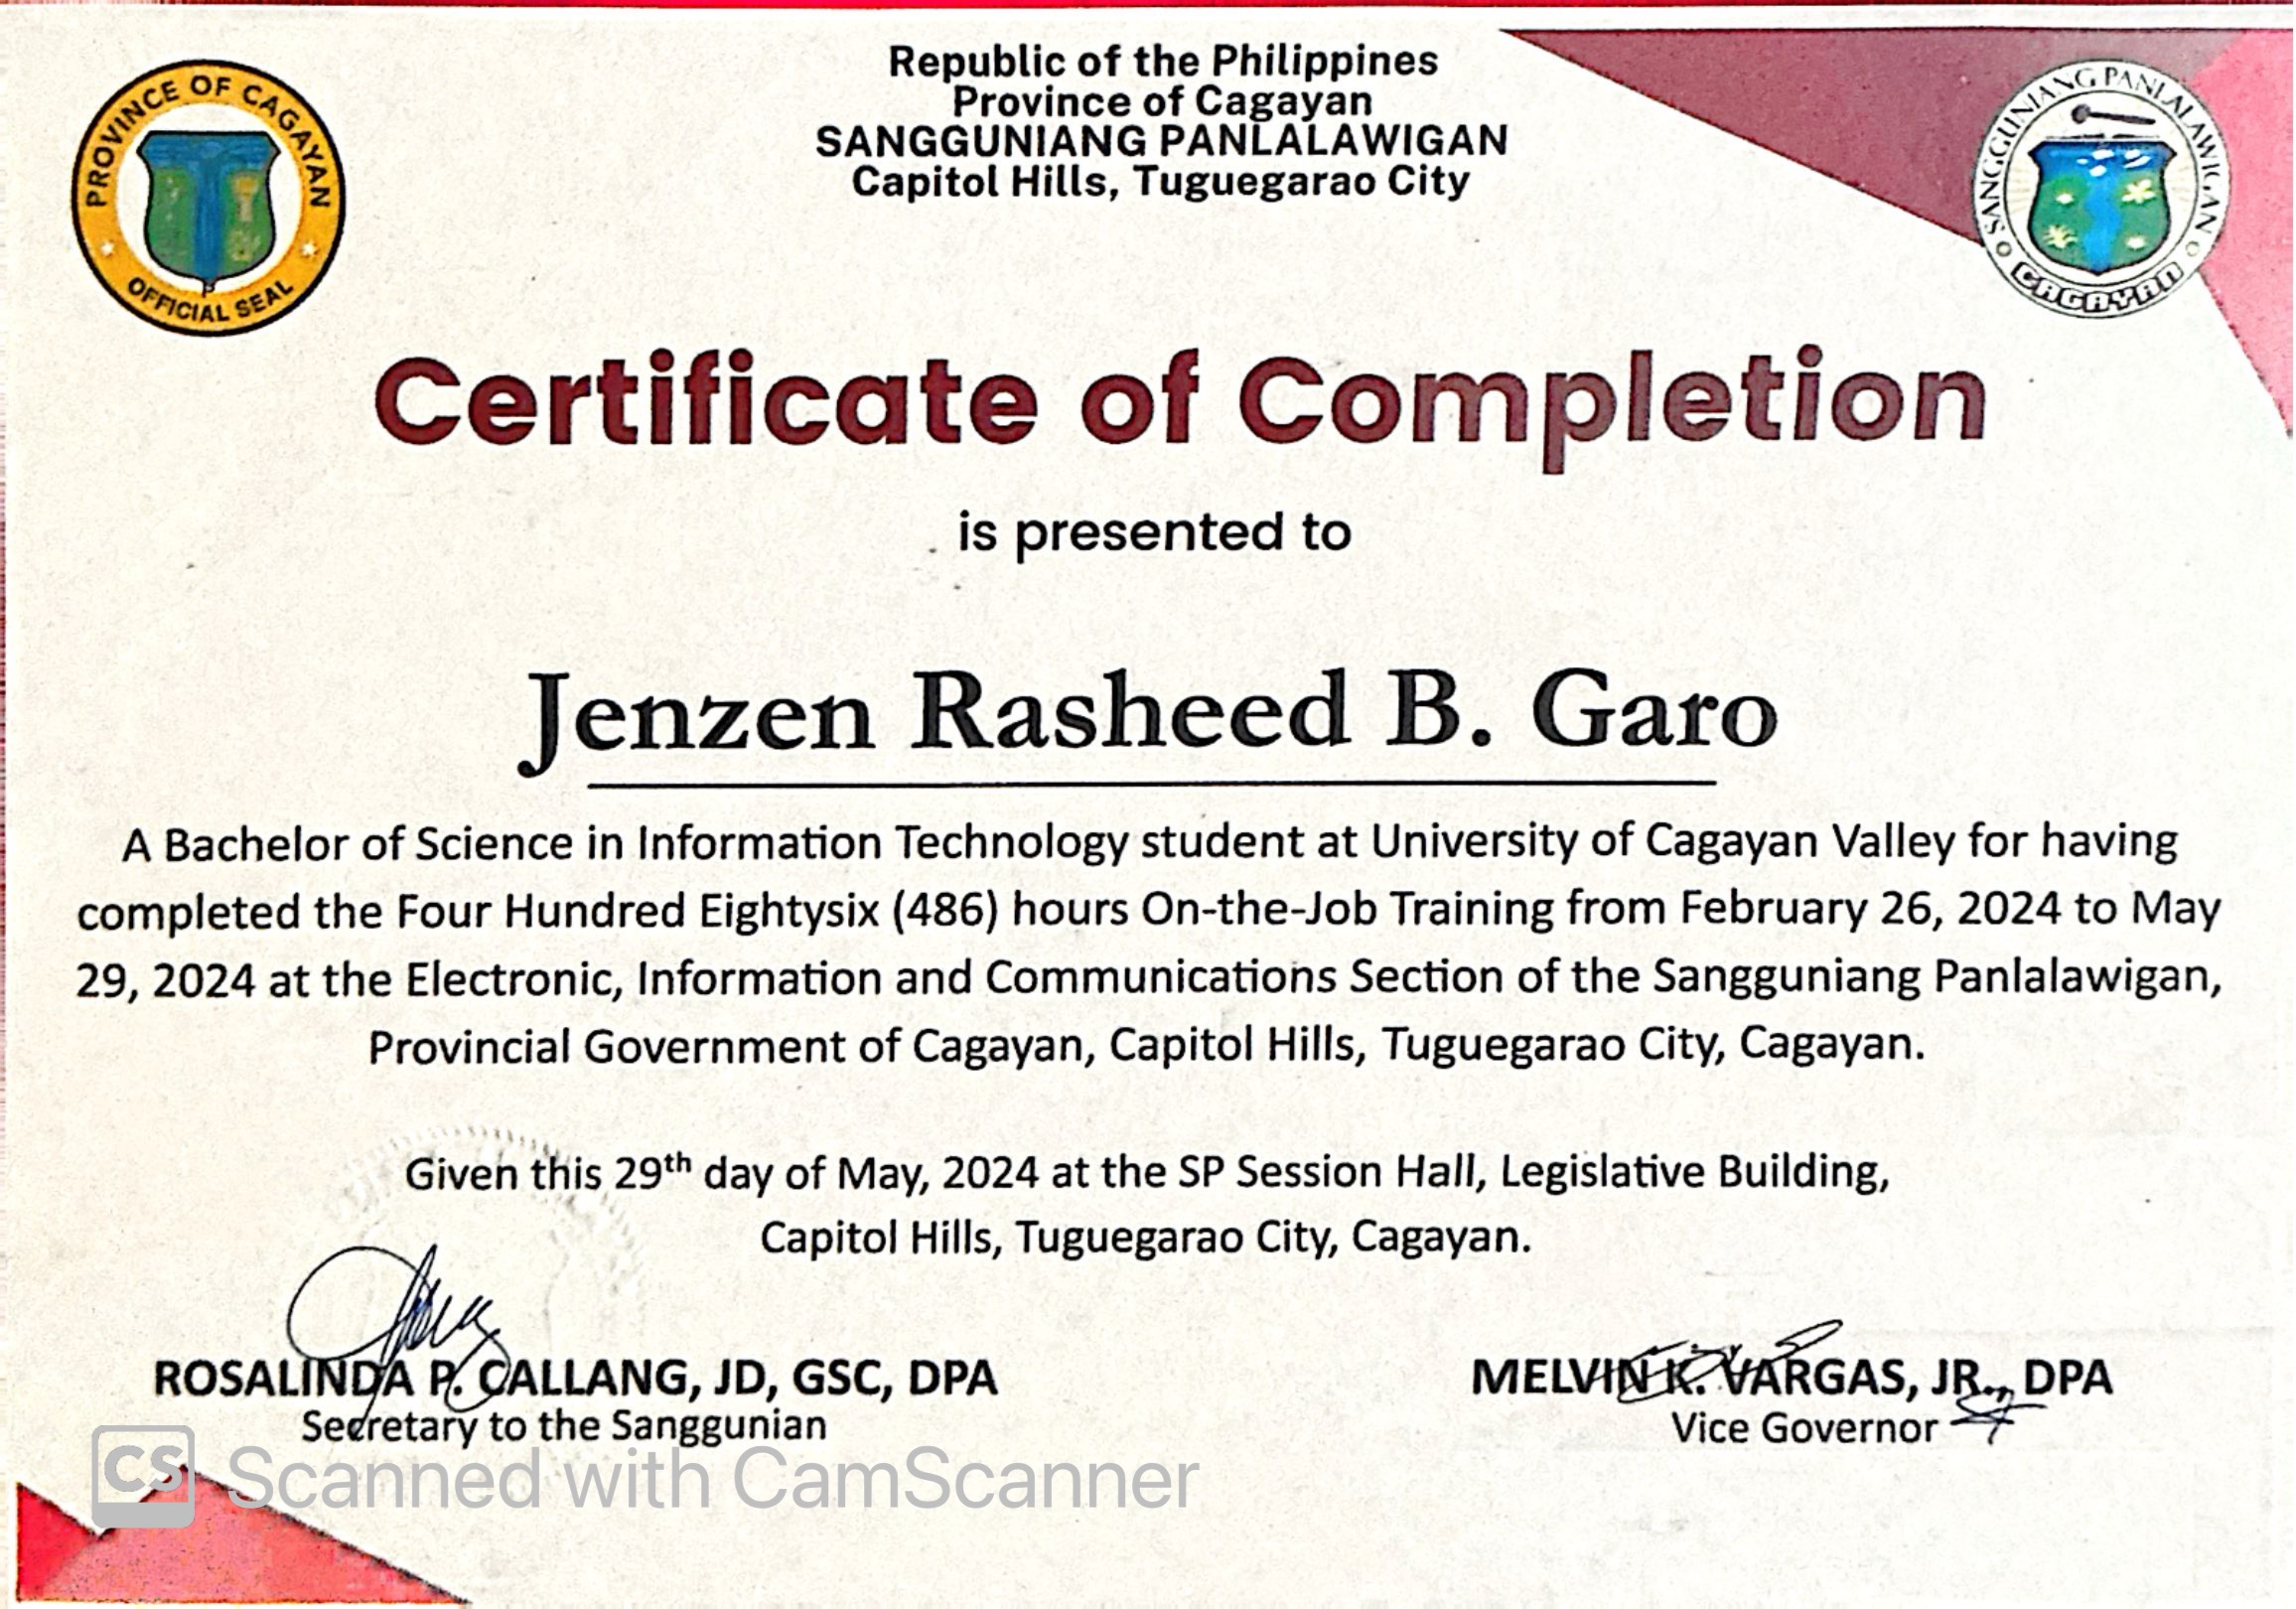 PROVINCE OF CAGAYAN
OFFICIAL SEAL
Republic of the Philippines
Province of Cagayan
SANGGUNIANG PANLALAWIGAN
Capitol Hills, Tuguegarao City
SANGGUNIANG PANLALAWIGAN
CAGAYAN
Certificate of Completion
is presented to
Jenzen Rasheed B. Garo
A Bachelor of Science in Information Technology student at University of Cagayan Valley for having
completed the Four Hundred Eightysix (486) hours On-the-Job Training from February 26, 2024 to May
29, 2024 at the Electronic, Information and Communications Section of the Sangguniang Panlalawigan,
Provincial Government of Cagayan, Capitol Hills, Tuguegarao City, Cagayan.
Given this 29th day of May, 2024 at the SP Session Hall, Legislative Building,
Capitol Hills, Tuguegarao City, Cagayan.
ROSALINDA P. CALLANG, JD, GSC, DPA
Secretary to the Sanggunian
MELVIN K. VARGAS, JR., DPA
Vice Governor
CS Scanned with CamScanner